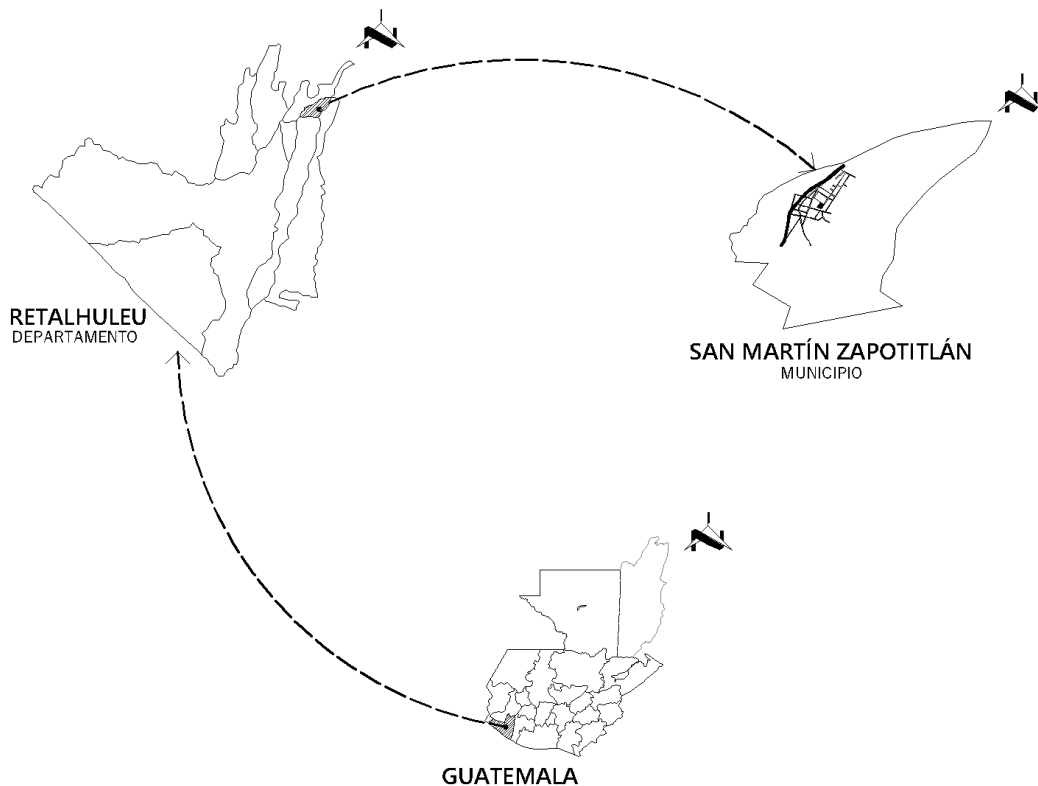 RETALHULEU
DEPARTAMENTO
SAN MARTÍN ZAPOTITLÁN
MUNICIPIO
GUATEMALA